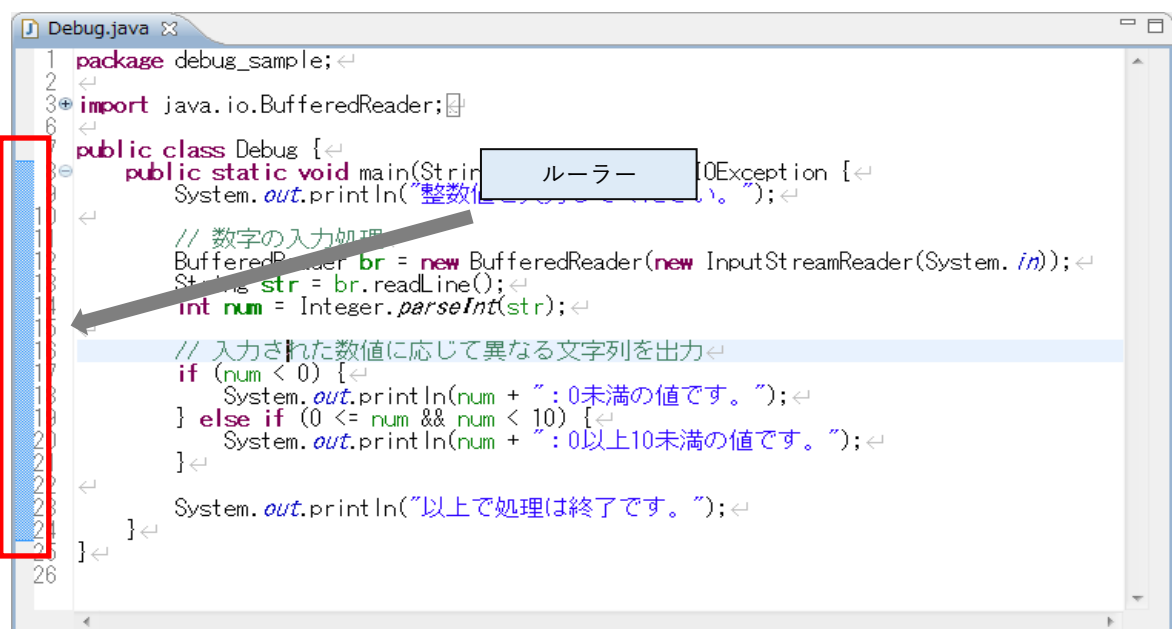 Debug.java
1 package debug_sample;
2
3 import java.io.BufferedReader;
6
7 public class Debug {
8 public static void main(Strin ルーラー IOException {
9 System.out.println("整数値 い。");
10
11 // 数字の入力処理
12 BufferedReader br = new BufferedReader(new InputStreamReader(System.in));
13 String str = br.readLine();
14 int num = Integer.parseInt(str);
15
16 // 入力された数値に応じて異なる文字列を出力
17 if (num < 0) {
18 System.out.println(num + ":0未満の値です。");
19 } else if (0 <= num && num < 10) {
20 System.out.println(num + ":0以上10未満の値です。");
21 }
22
23 System.out.println("以上で処理は終了です。");
24 }
25 }
26